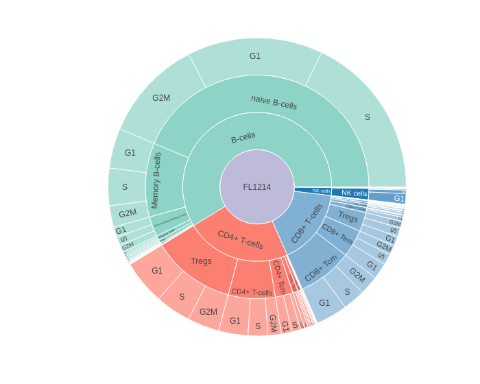 FL1214
B-cells
naive B-cells
S
G1
G2M
Memory B-cells
G1
S
G2M
G1
S
G2M
CD4+ T-cells
Tregs
G1
S
G2M
CD4+ T-cells
G1
S
G2M
CD4+ Tcm
G1
S
CD8+ T-cells
CD8+ Tcm
G1
S
G2M
CD8+ Tem
G1
S
G2M
Tregs
G1
S
G2M
NK cells
NK cells
G1